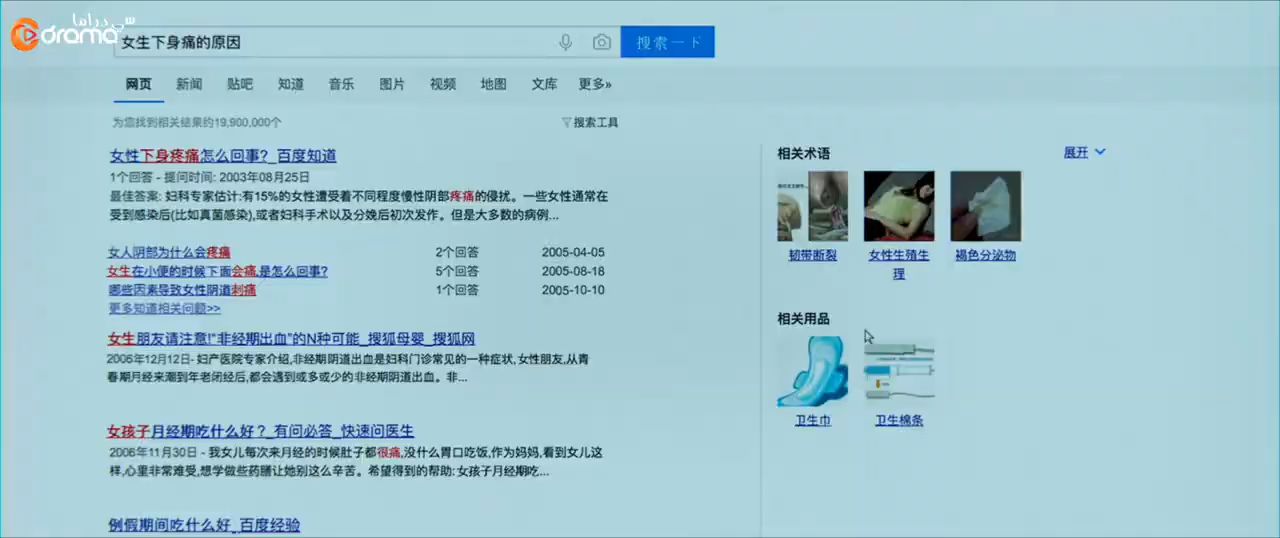 سی دراما
drama
女生下身痛的原因
搜索一下
网页 新闻 贴吧 知道 音乐 图片 视频 地图 文库 更多»
为您找到相关结果约19,900,000个
搜索工具
女性下身疼痛怎么回事?_百度知道
1个回答 - 提问时间: 2003年08月25日
最佳答案: 妇科专家估计:有15%的女性遭受着不同程度慢性阴部疼痛的侵扰。一些女性通常在
受到感染后(比如真菌感染),或者妇科手术以及分娩后初次发作。但是大多数的病例...
女人阴部为什么会疼痛 2个回答 2005-04-05
女生在小便的时候下面会痛,是怎么回事? 5个回答 2005-08-18
哪些因素导致女性阴道刺痛 1个回答 2005-10-10
更多知道相关问题>>
女生朋友请注意!“非经期出血”的N种可能_搜狐母婴_搜狐网
2006年12月12日- 妇产医院专家介绍,非经期阴道出血是妇科门诊常见的一种症状,女性朋友,从青
春期月经来潮到年老闭经后,都会遇到或多或少的非经期阴道出血。非...
女孩子月经期吃什么好？_有问必答_快速问医生
2006年11月30日 - 我女儿每次来月经的时候肚子都很痛,没什么胃口吃饭,作为妈妈,看到女儿这
样,心里非常难受,想学做些药膳让她别这么辛苦。希望得到的帮助:女孩子月经期吃...
例假期间吃什么好_百度经验
相关术语
展开
韧带断裂
女性生殖生
理
褐色分泌物
相关用品
卫生巾
卫生棉条